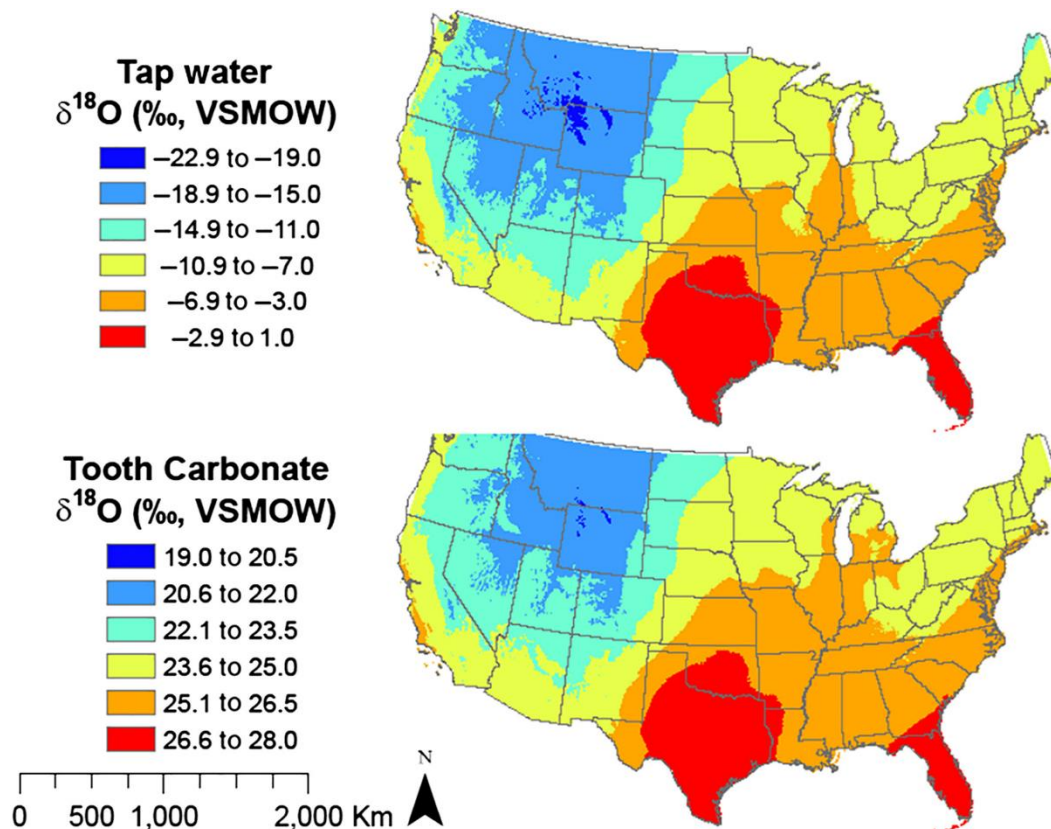 Tap water
δ¹⁸O (‰, VSMOW)
–22.9 to –19.0
–18.9 to –15.0
–14.9 to –11.0
–10.9 to –7.0
–6.9 to –3.0
–2.9 to 1.0
Tooth Carbonate
δ¹⁸O (‰, VSMOW)
19.0 to 20.5
20.6 to 22.0
22.1 to 23.5
23.6 to 25.0
25.1 to 26.5
26.6 to 28.0
N
0 500 1,000 2,000 Km